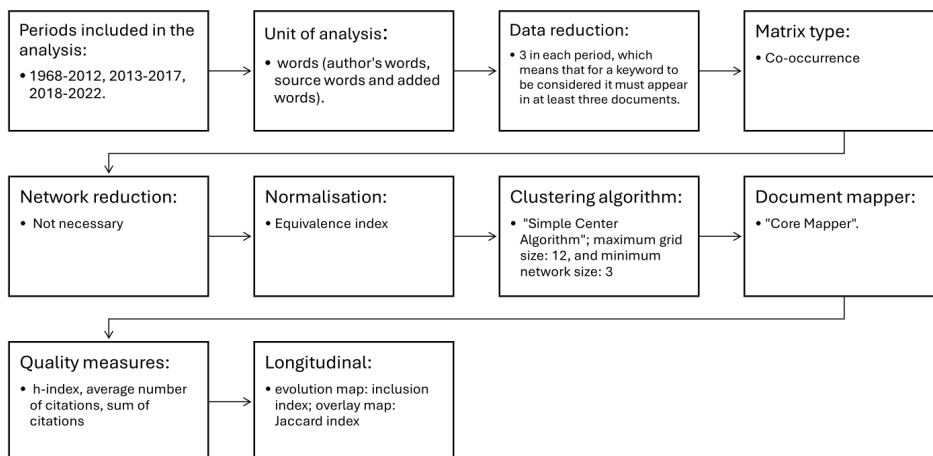 Periods included in the
analysis:
• 1968-2012, 2013-2017,
2018-2022.
Unit of analysis:
• words (author's words,
source words and added
words).
Data reduction:
• 3 in each period, which
means that for a keyword to
be considered it must appear
in at least three documents.
Matrix type:
• Co-occurrence
Network reduction:
• Not necessary
Normalisation:
• Equivalence index
Clustering algorithm:
• "Simple Center
Algorithm"; maximum grid
size: 12, and minimum
network size: 3
Document mapper:
• "Core Mapper".
Quality measures:
• h-index, average number
of citations, sum of
citations
Longitudinal:
• evolution map: inclusion
index; overlay map:
Jaccard index